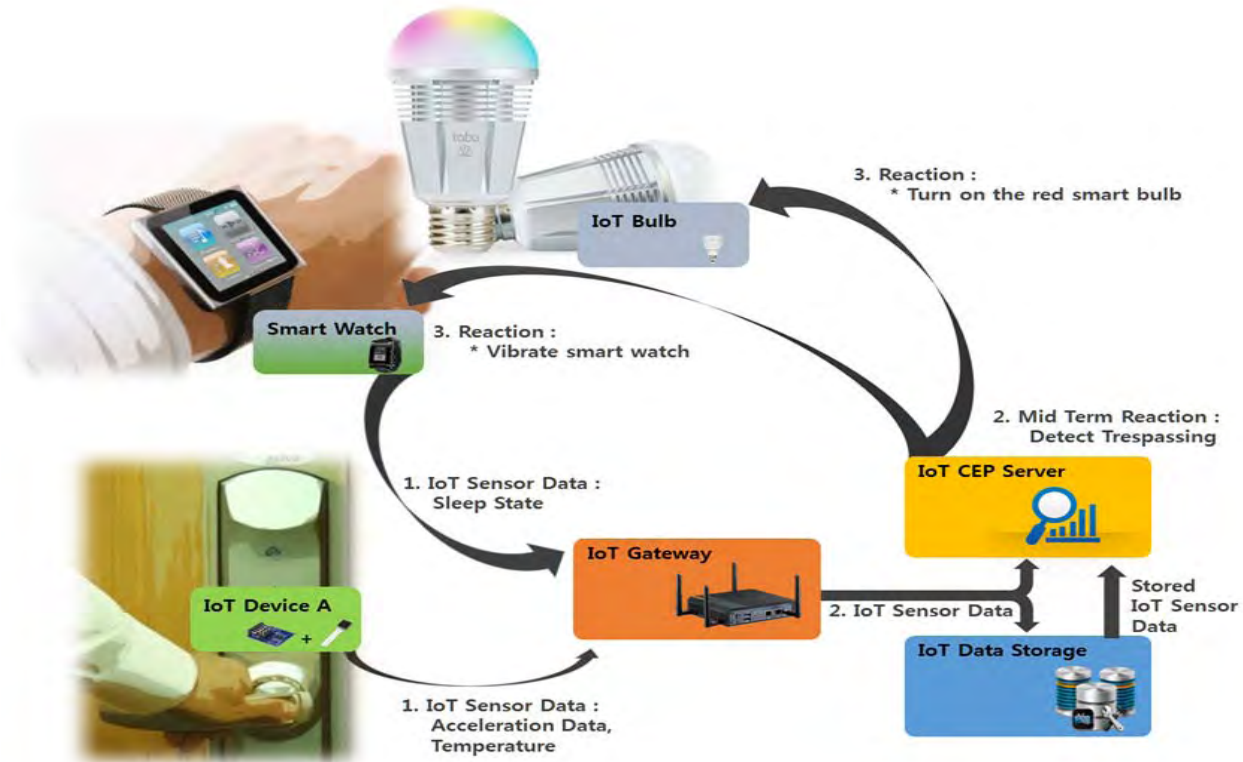 tabu
3. Reaction :
* Turn on the red smart bulb
IoT Bulb
Smart Watch
3. Reaction :
* Vibrate smart watch
2. Mid Term Reaction :
Detect Trespassing
IoT CEP Server
1. IoT Sensor Data :
Sleep State
IoT Gateway
IoT Device A
+
2. IoT Sensor Data
Stored
IoT Sensor
Data
IoT Data Storage
1. IoT Sensor Data :
Acceleration Data,
Temperature